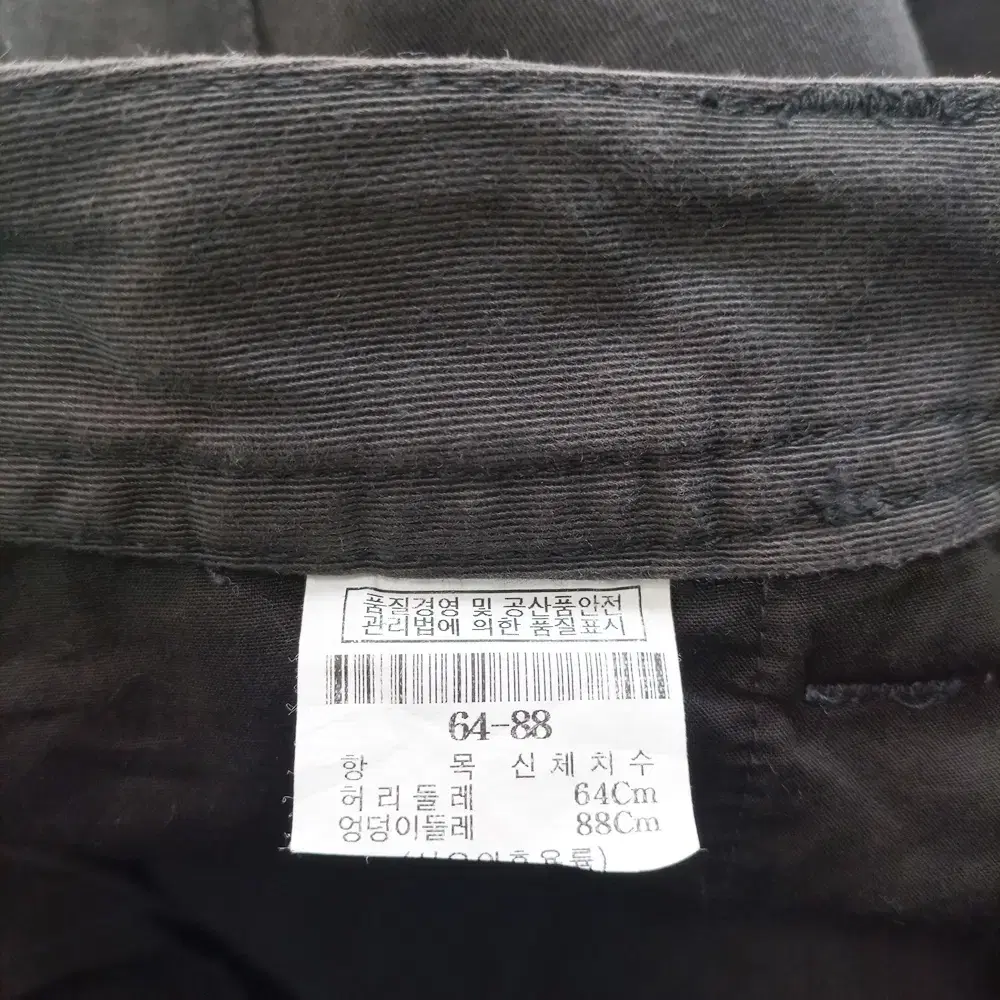 품질경영 및 공산품안전
관리법에 의한 품질표시
64-88
항 목 신체치수
허리둘레 64Cm
엉덩이둘레 88Cm